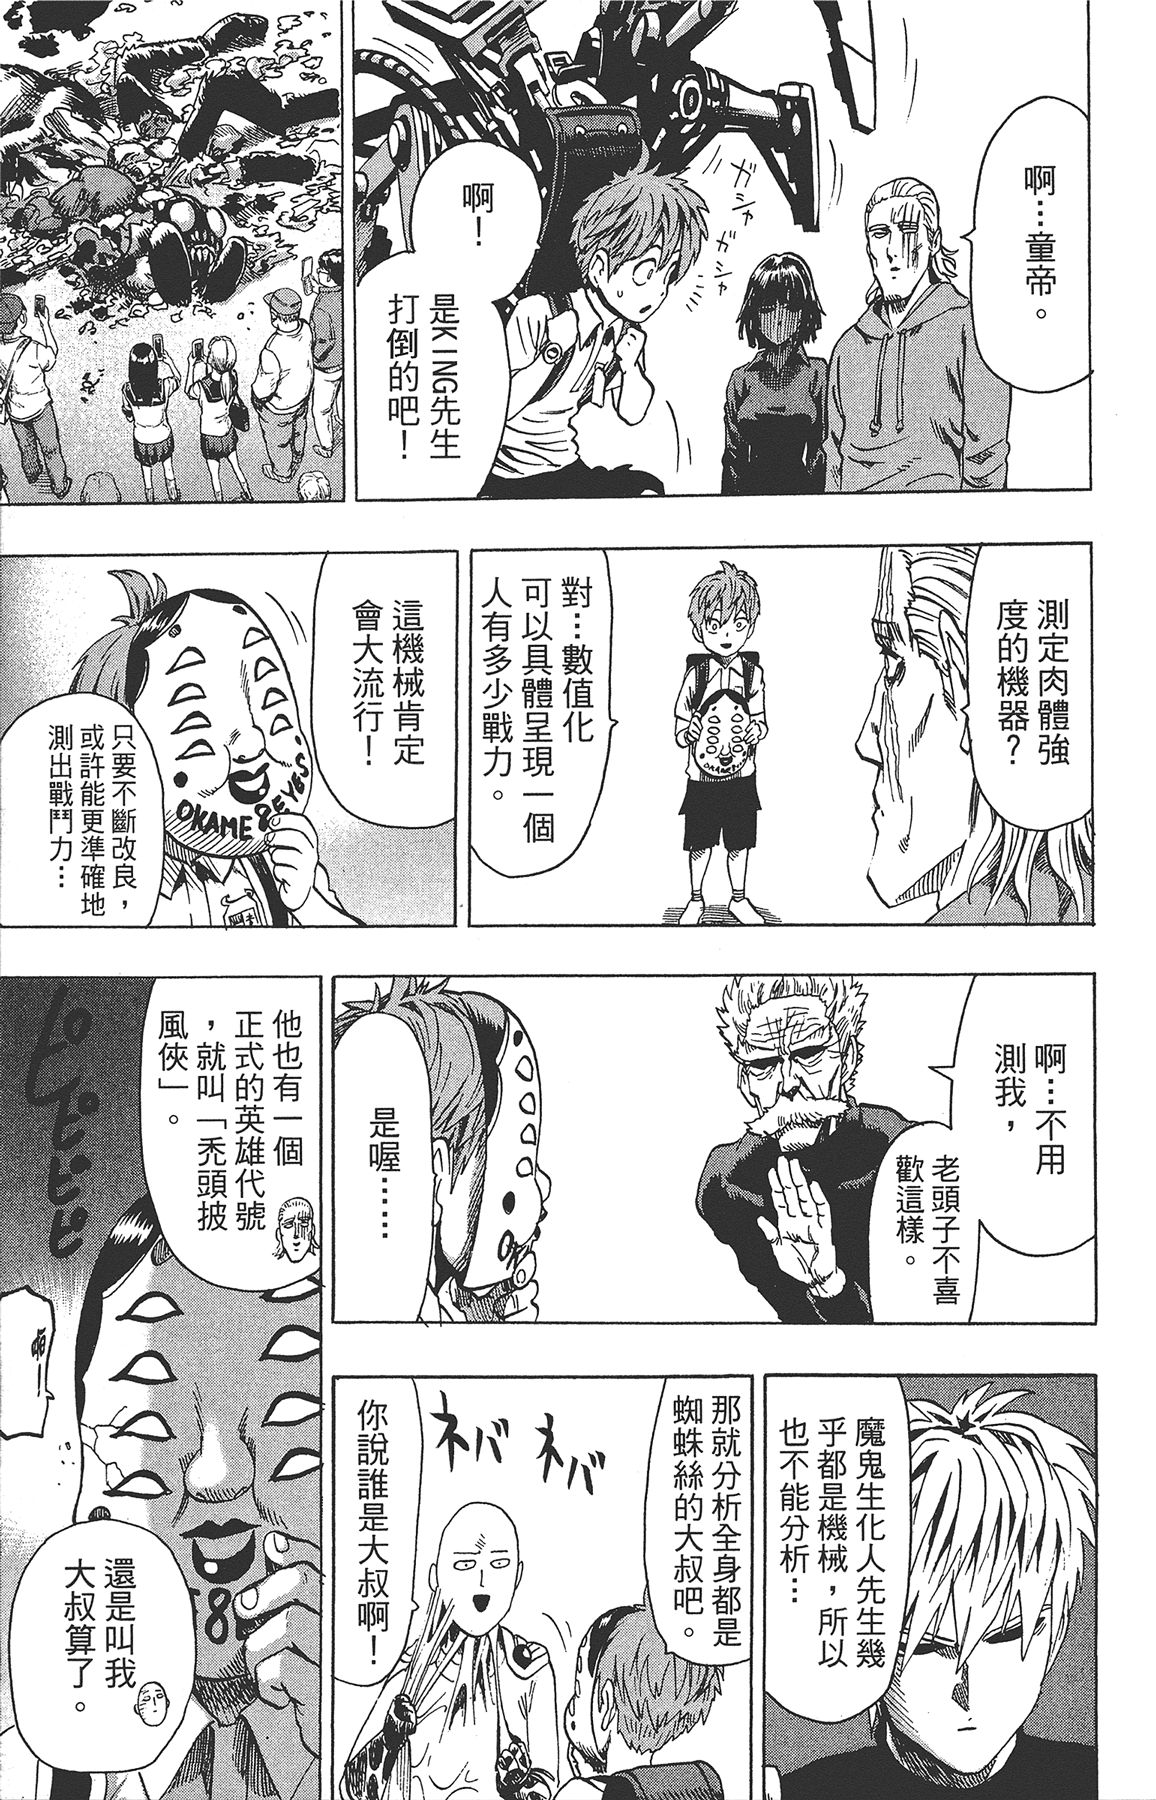 啊…童帝。
ガシャ
ガシャ
啊！
是KING先生
打倒的吧！
測定肉體強
度的機器？
對…數值化
可以具體呈現一個
人有多少戰力。
OKAME 8
這機械肯定
會大流行！
OKAME 8EYES
只要不斷改良，
或許能更準確地
測出戰鬥力…
啊…不用
測我，
老頭子不喜
歡這樣。
是喔……
他也有一個
正式的英雄代號
，就叫「禿頭披
風俠」。
ピピピピピ
啊—
還是叫我
大叔算了。
魔鬼生化人先生幾
乎都是機械，所以
也不能分析…
那就分析全身都是
蜘蛛絲的大叔吧。
ネバ
ネバ
你說誰是大叔啊！